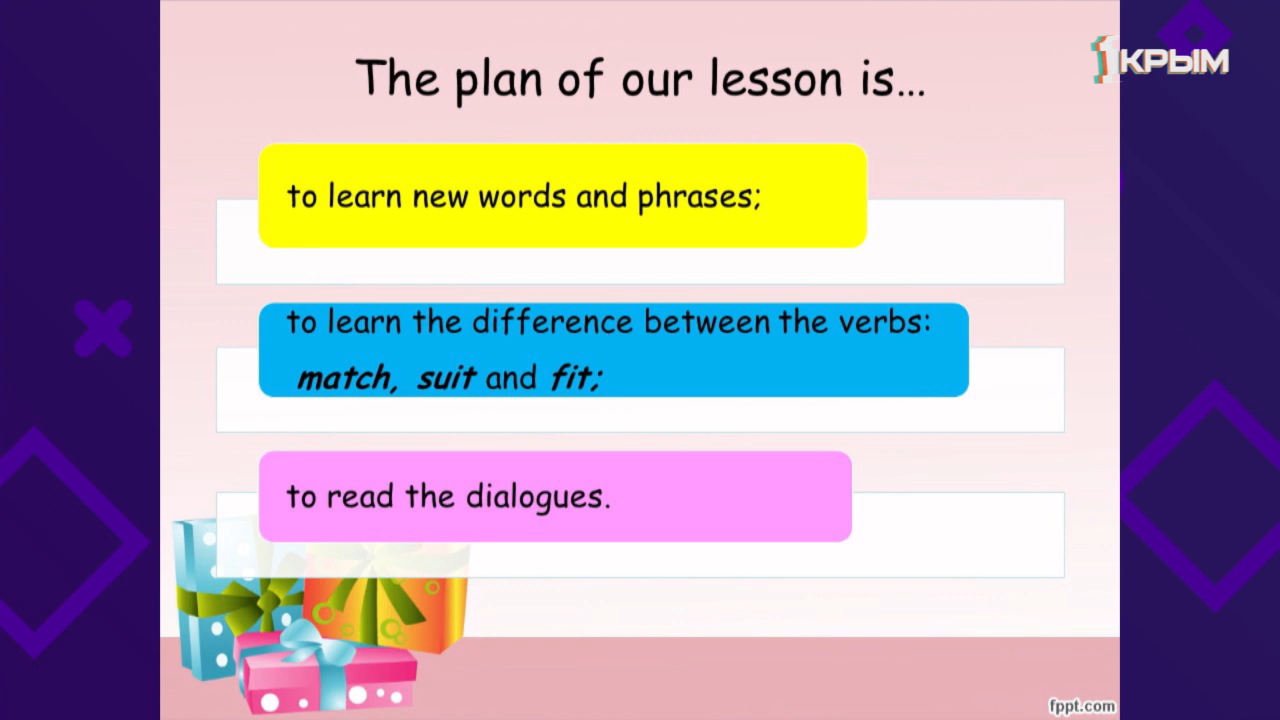 The plan of our lesson is...
1КРЫМ
to learn new words and phrases;
to learn the difference between the verbs:
match, suit and fit;
to read the dialogues.
fppt.com